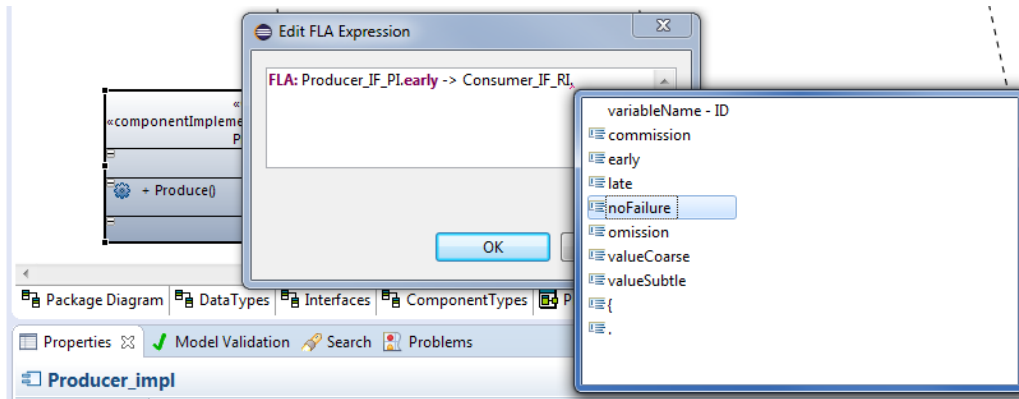 Edit FLA Expression
FLA: Producer_IF_PI.early -> Consumer_IF_RI.
variableName - ID
commission
early
late
noFailure
omission
valueCoarse
valueSubtle
{
.
«
«componentImpleme
P
+ Produce()
OK
Package Diagram DataTypes Interfaces ComponentTypes P
Properties Model Validation Search Problems
Producer_impl